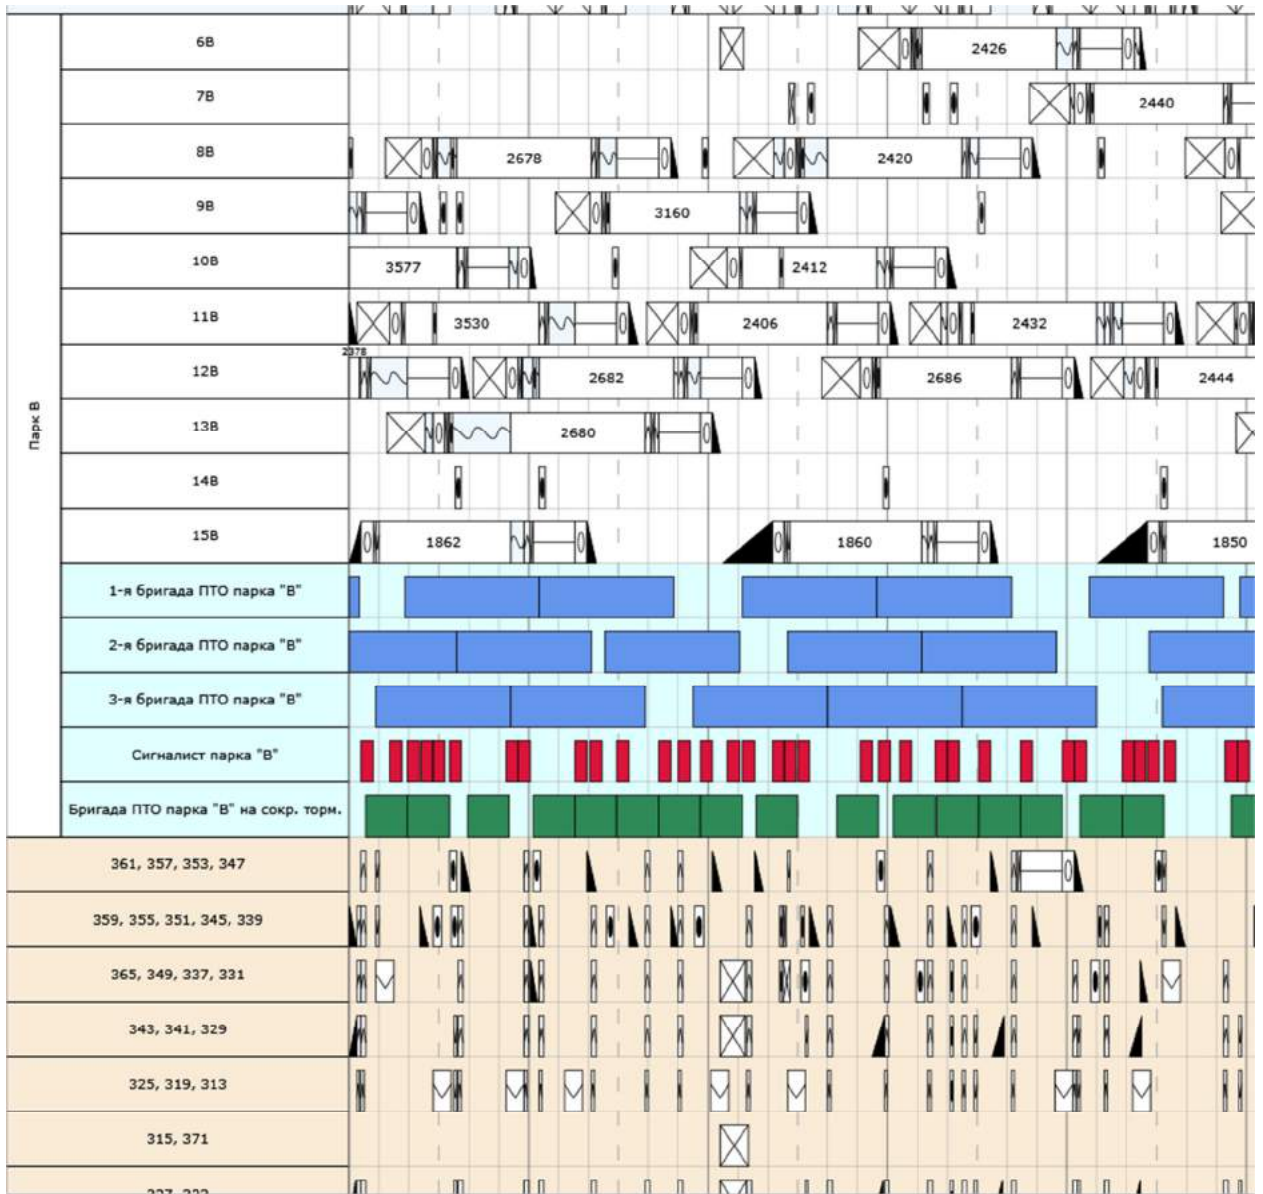 6В
2426
7В
2440
8В
2678
2420
9В
3160
10В
3577
2412
11В
3530
2406
2432
2378
12В
2682
2686
2444
Парк В
13В
2680
14В
15В
1862
1860
1850
1-я бригада ПТО парка "В"
2-я бригада ПТО парка "В"
3-я бригада ПТО парка "В"
Сигналист парка "В"
Бригада ПТО парка "В" на сокр. торм.
361, 357, 353, 347
359, 355, 351, 345, 339
365, 349, 337, 331
343, 341, 329
325, 319, 313
315, 371